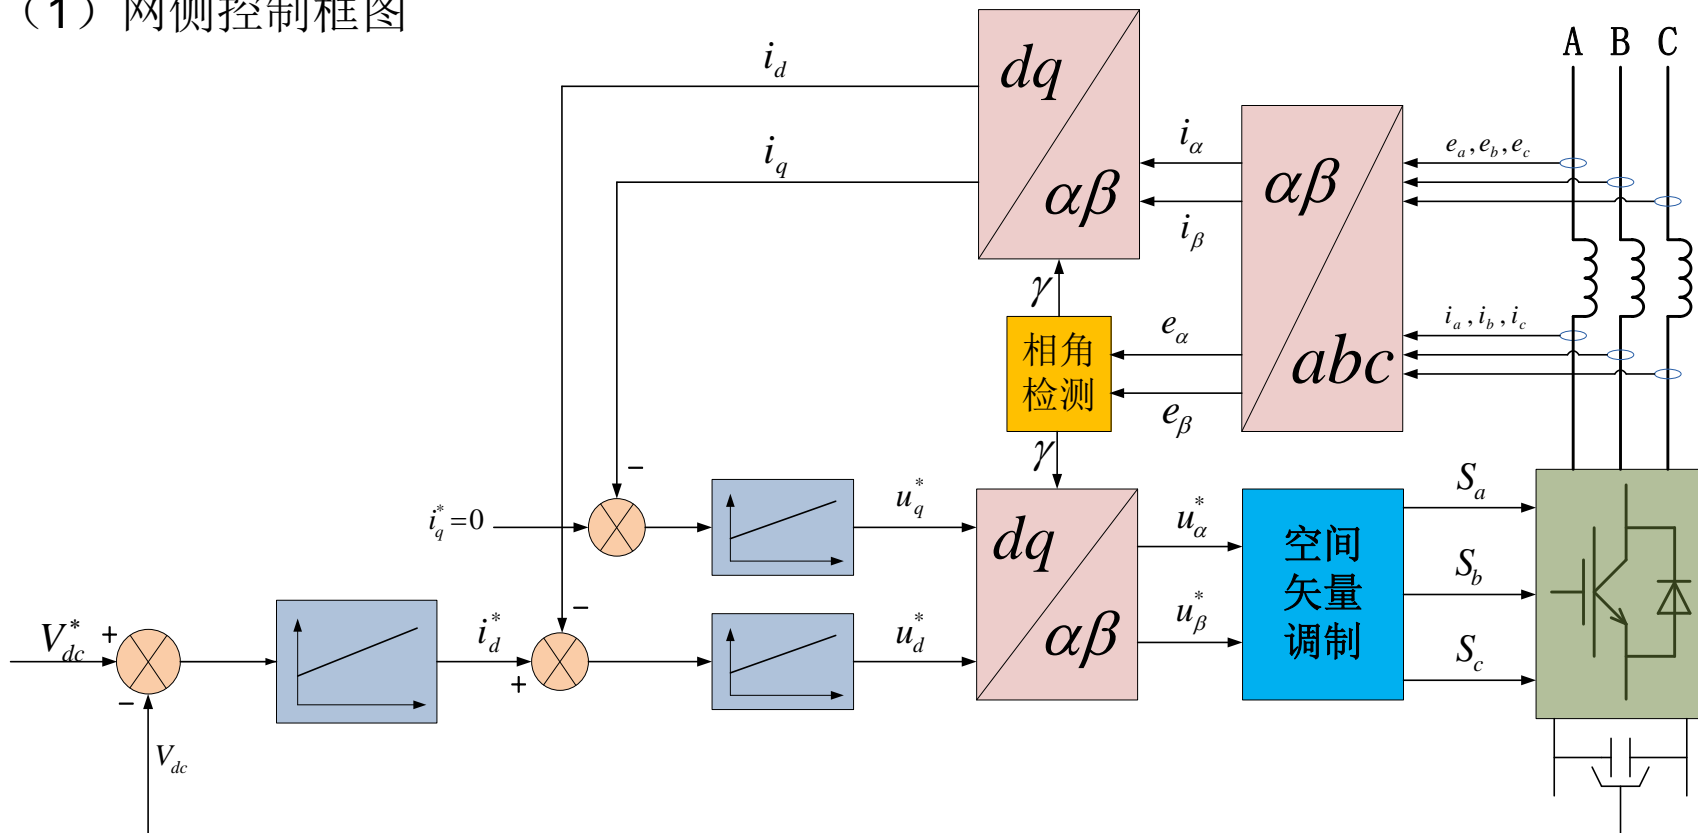 （1）网侧控制框图
A B C
i_d
dq
i_α
e_a, e_b, e_c
i_q
αβ
αβ
i_β
γ
相角
检测
e_α
i_a, i_b, i_c
abc
e_β
γ
−
S_a
i_q^*=0
u_q^*
dq
u_α^*
空间
矢量
调制
S_b
−
V_dc^*
+
i_d^*
u_d^*
αβ
u_β^*
S_c
+
−
V_dc